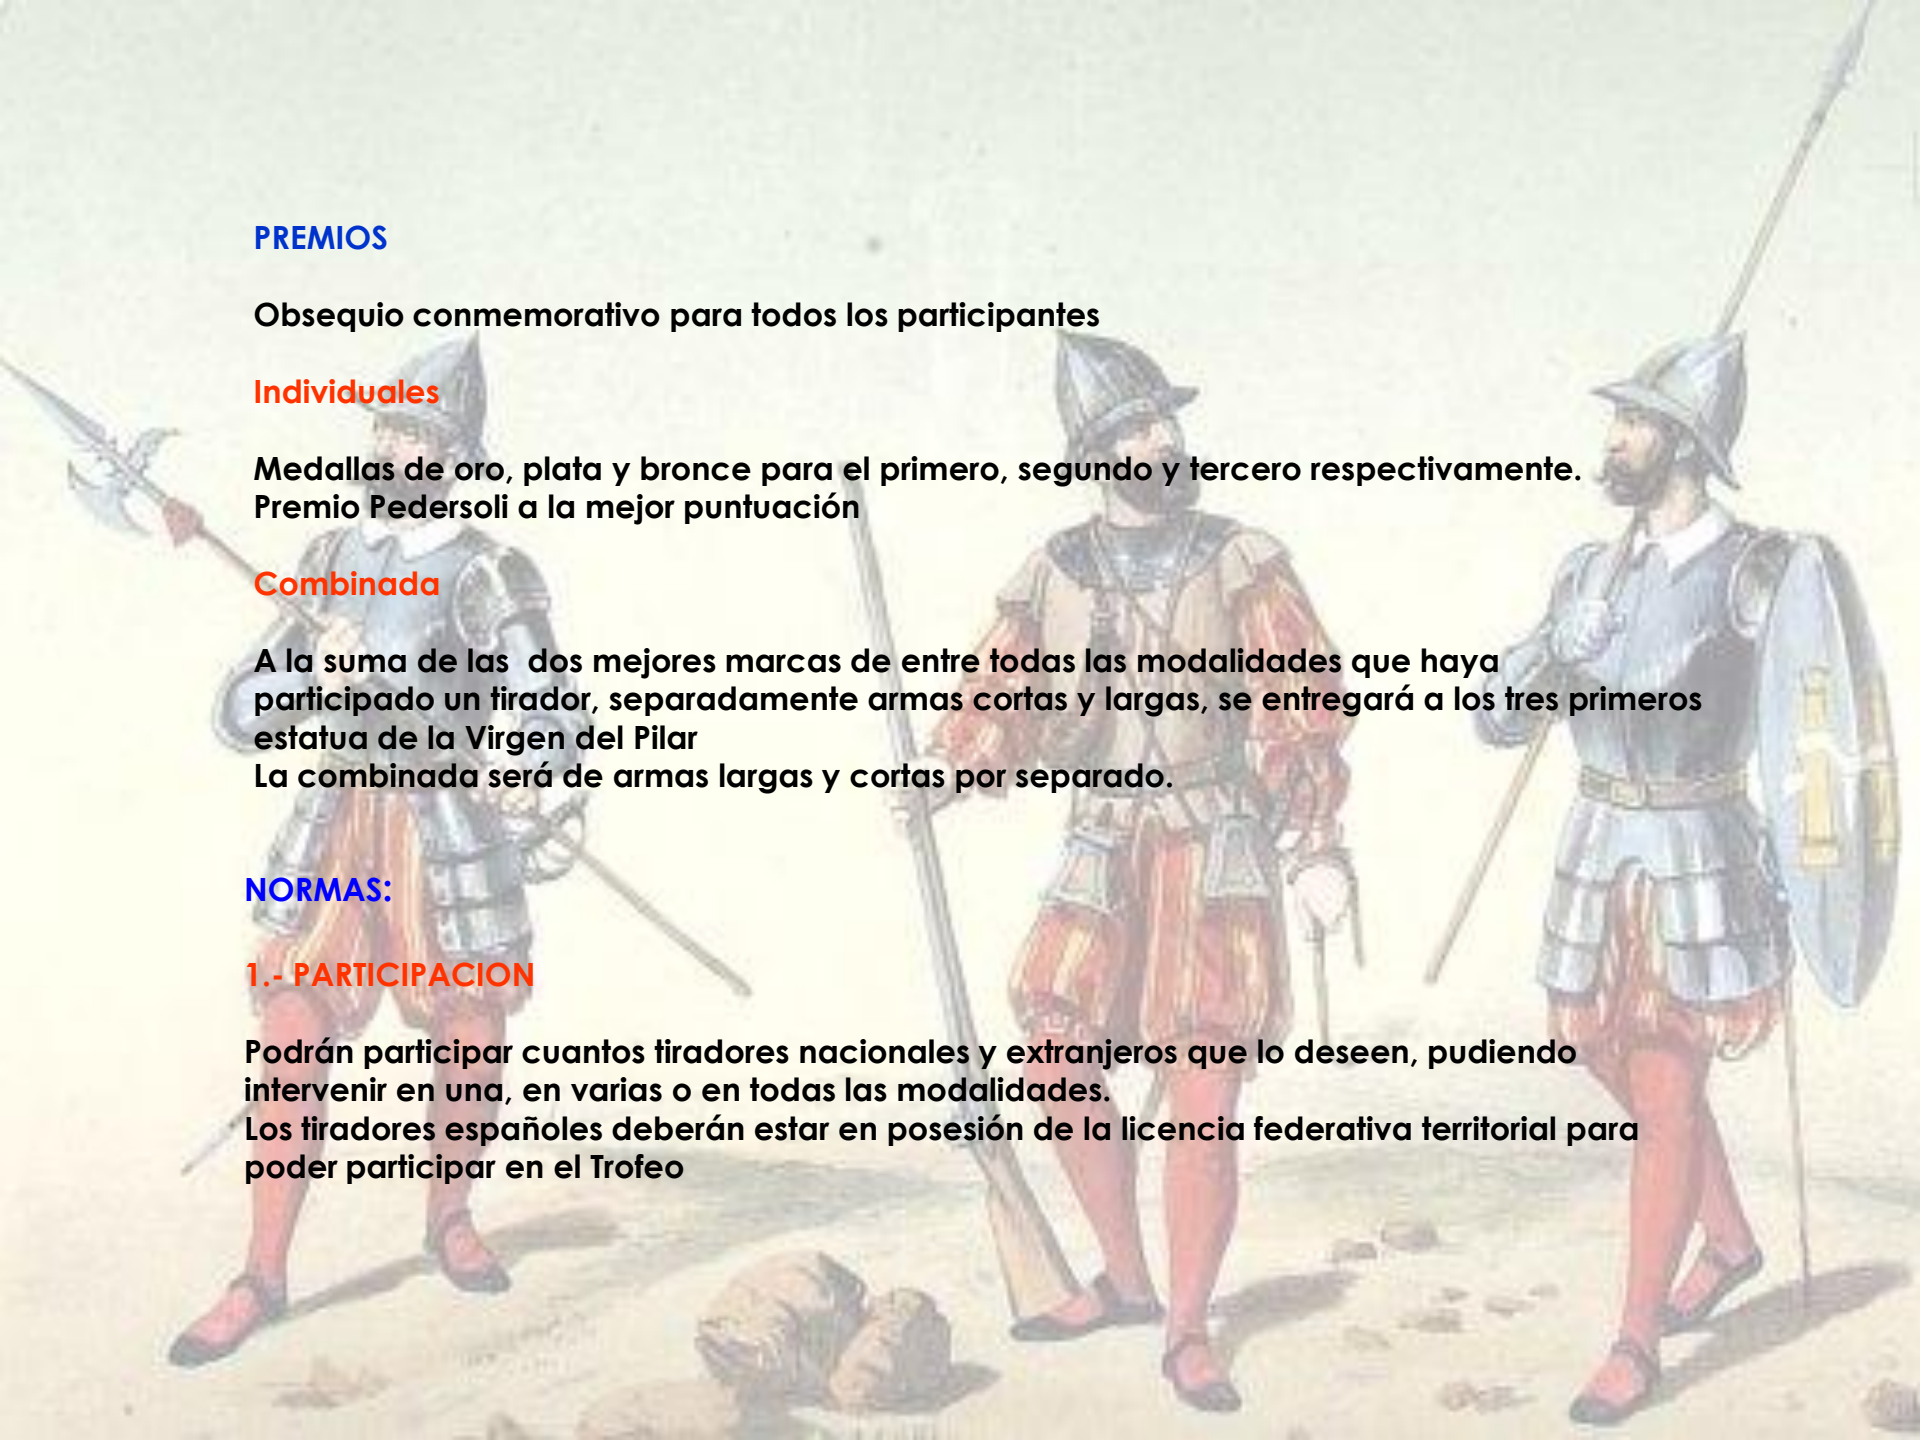 PREMIOS
Obsequio conmemorativo para todos los participantes
Individuales
Medallas de oro, plata y bronce para el primero, segundo y tercero respectivamente.
Premio Pedersoli a la mejor puntuación
Combinada
A la suma de las  dos mejores marcas de entre todas las modalidades que haya
participado un tirador, separadamente armas cortas y largas, se entregará a los tres primeros
estatua de la Virgen del Pilar
La combinada será de armas largas y cortas por separado.
NORMAS:
1.- PARTICIPACION
Podrán participar cuantos tiradores nacionales y extranjeros que lo deseen, pudiendo
intervenir en una, en varias o en todas las modalidades.
Los tiradores españoles deberán estar en posesión de la licencia federativa territorial para
poder participar en el Trofeo